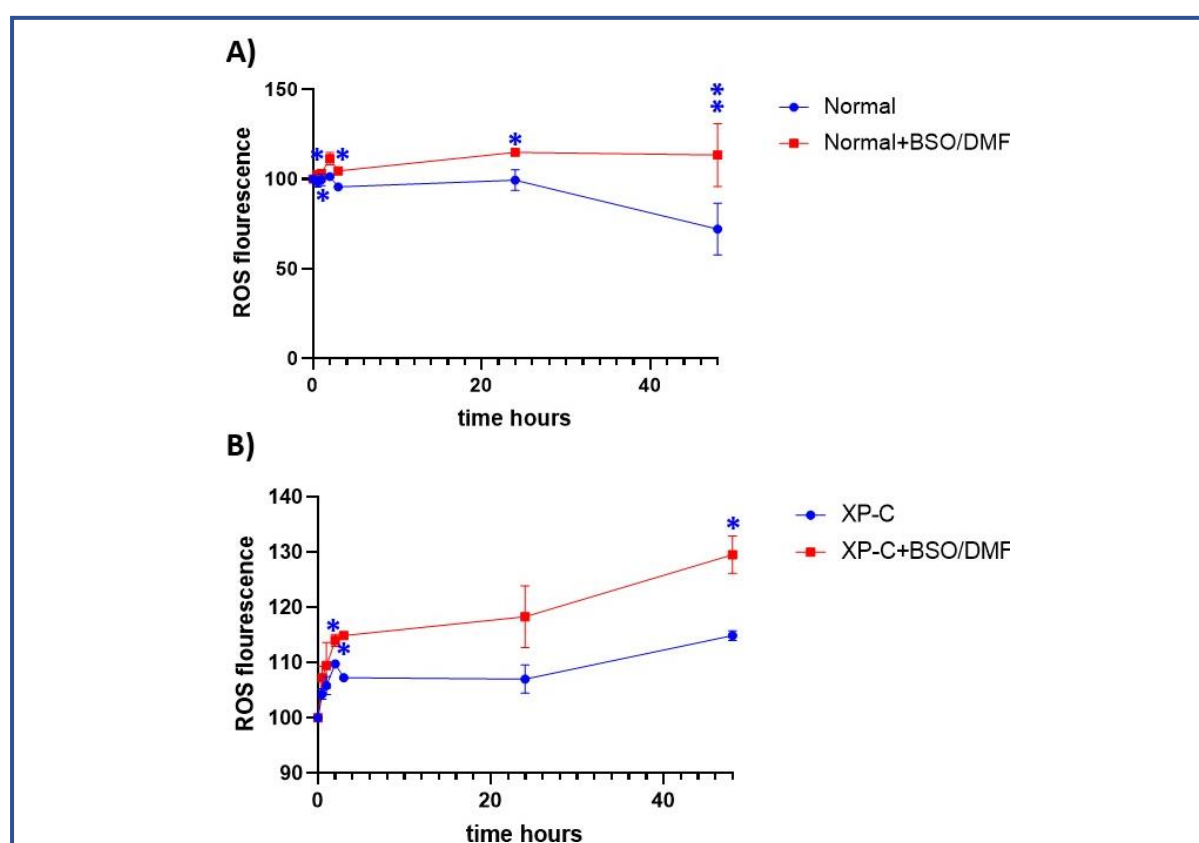 A)
150
100
50
0
ROS flourescence
0 20 40
time hours
* * * * * *
Normal
Normal+BSO/DMF
B)
140
130
120
110
100
90
ROS flourescence
0 20 40
time hours
* * *
XP-C
XP-C+BSO/DMF